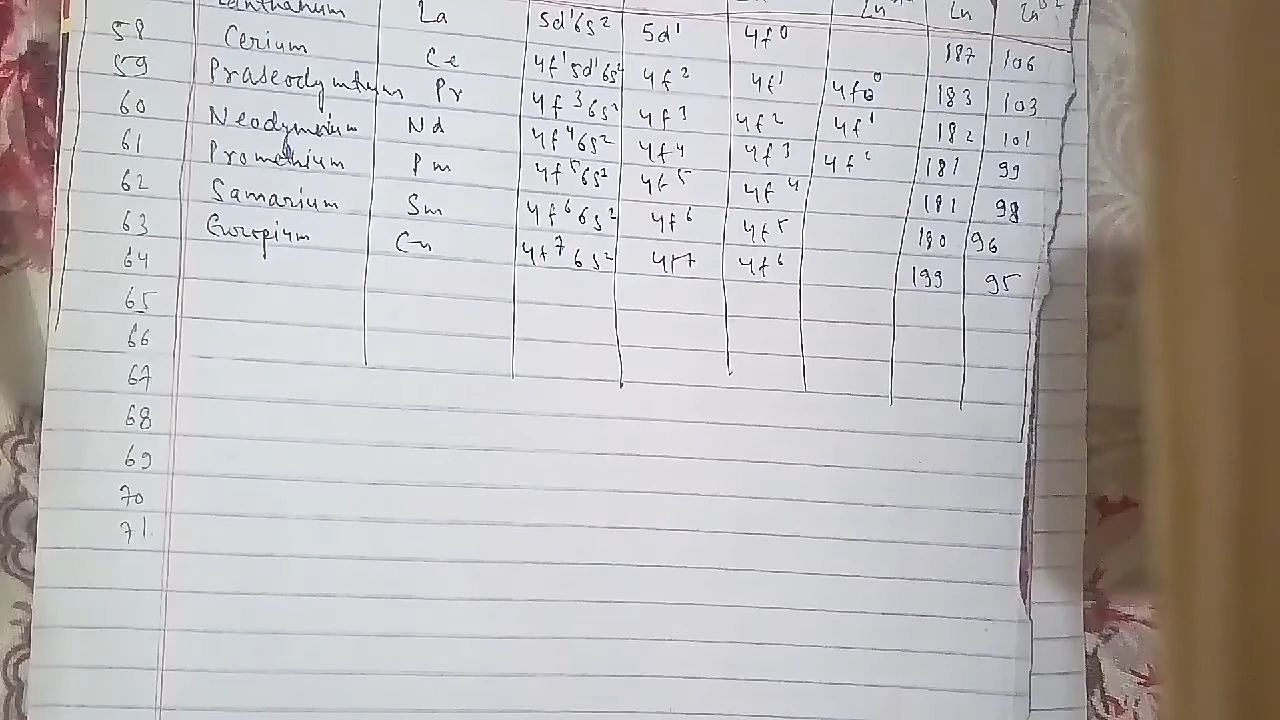 Lanthanum La 5d¹6s² 5d¹ 4f⁰ 187 106
58 Cerium Ce 4f¹5d¹6s² 4f² 4f¹ 4f⁰ 183 103
59 Praseodymium Pr 4f³6s² 4f³ 4f² 4f¹ 182 101
60 Neodymium Nd 4f⁴6s² 4f⁴ 4f³ 4f² 181 99
61 Promethium Pm 4f⁵6s² 4f⁵ 4f⁴ 181 98
62 Samarium Sm 4f⁶6s² 4f⁶ 4f⁵ 180 96
63 Europium 4f⁷6s² 4f7 4f⁶ 199 95
64
65
66
67
68
69
70
71